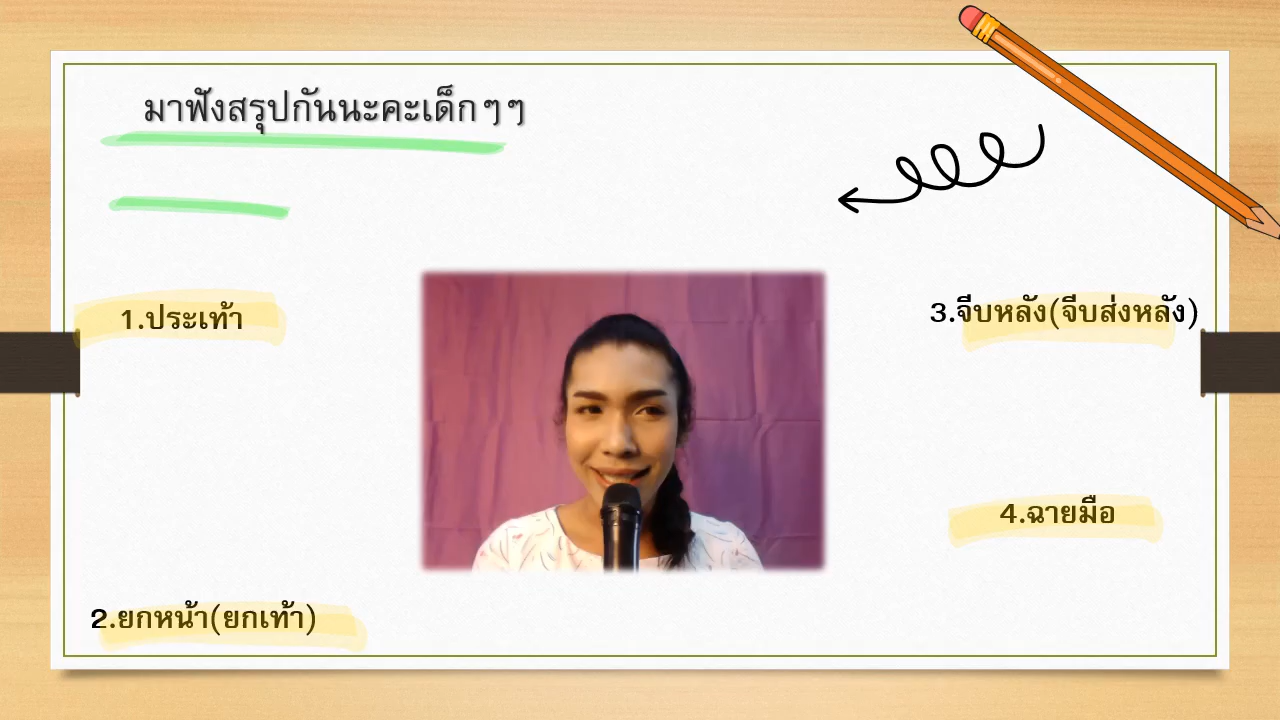 มาฟังสรุปกันนะคะเด็กๆๆ
1.ประเท้า
2.ยกหน้า(ยกเท้า)
3.จีบหลัง(จีบส่งหลัง)
4.ฉายมือ